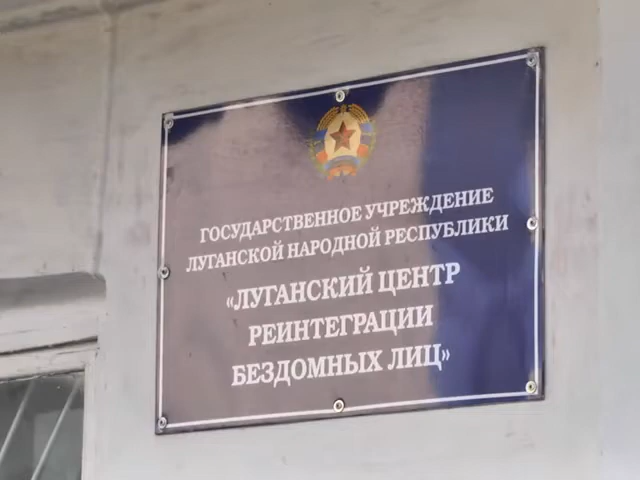 ГОСУДАРСТВЕННОЕ УЧРЕЖДЕНИЕ
ЛУГАНСКОЙ НАРОДНОЙ РЕСПУБЛИКИ
«ЛУГАНСКИЙ ЦЕНТР
РЕИНТЕГРАЦИИ
БЕЗДОМНЫХ ЛИЦ»